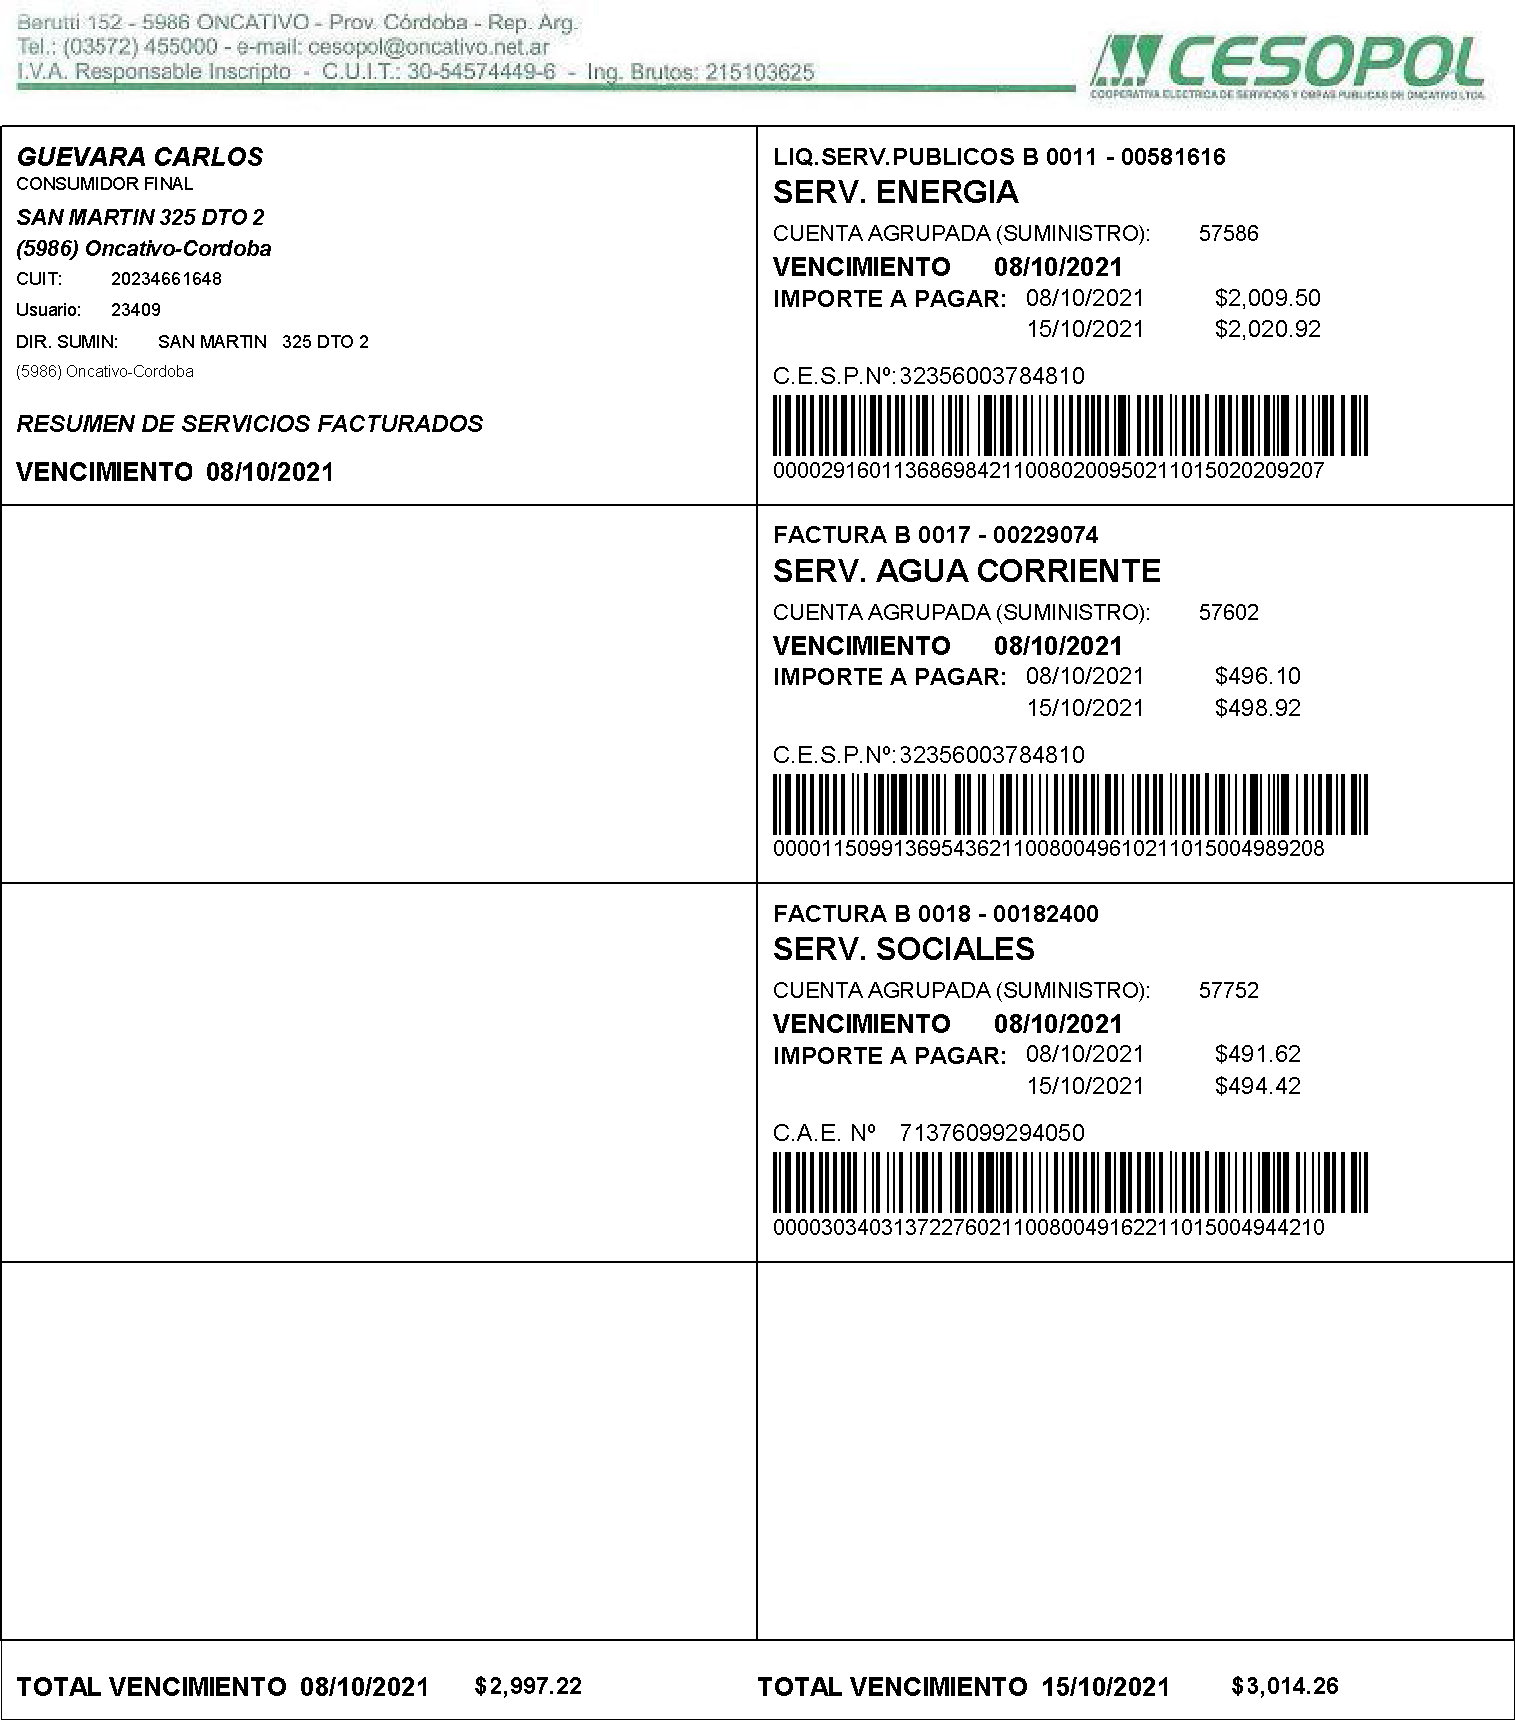 Berutti 152 - 5986 ONCATIVO - Prov. Córdoba - Rep. Arg.
Tel.: (03572) 455000 - e-mail: cesopol@oncativo.net.ar
I.V.A. Responsable Inscripto - C.U.I.T.: 30-54574449-6 - Ing. Brutos: 215103625
CESOPOL
COOPERATIVA ELECTRICA DE SERVICIOS Y OBRAS PUBLICAS DE ONCATIVO LTDA.
GUEVARA CARLOS
CONSUMIDOR FINAL
SAN MARTIN 325 DTO 2
(5986) Oncativo-Cordoba
CUIT: 20234661648
Usuario: 23409
DIR. SUMIN: SAN MARTIN 325 DTO 2
(5986) Oncativo-Cordoba
RESUMEN DE SERVICIOS FACTURADOS
VENCIMIENTO 08/10/2021
LIQ.SERV.PUBLICOS B 0011 - 00581616
SERV. ENERGIA
CUENTA AGRUPADA (SUMINISTRO): 57586
VENCIMIENTO 08/10/2021
IMPORTE A PAGAR: 08/10/2021 $2,009.50
15/10/2021 $2,020.92
C.E.S.P.Nº:32356003784810
0000291601136869842110080200950211015020209207
FACTURA B 0017 - 00229074
SERV. AGUA CORRIENTE
CUENTA AGRUPADA (SUMINISTRO): 57602
VENCIMIENTO 08/10/2021
IMPORTE A PAGAR: 08/10/2021 $496.10
15/10/2021 $498.92
C.E.S.P.Nº:32356003784810
0000115099136954362110080049610211015004989208
FACTURA B 0018 - 00182400
SERV. SOCIALES
CUENTA AGRUPADA (SUMINISTRO): 57752
VENCIMIENTO 08/10/2021
IMPORTE A PAGAR: 08/10/2021 $491.62
15/10/2021 $494.42
C.A.E. Nº 71376099294050
0000303403137227602110080049162211015004944210
TOTAL VENCIMIENTO 08/10/2021 $2,997.22
TOTAL VENCIMIENTO 15/10/2021 $3,014.26